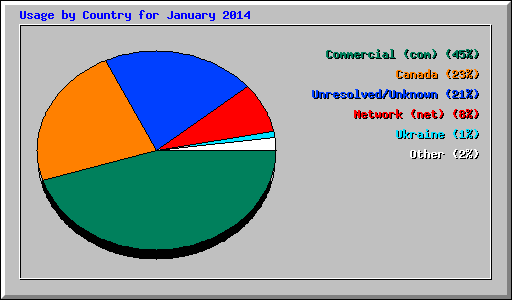 Usage by Country for January 2014
Commercial (com) (45%)
Canada (23%)
Unresolved/Unknown (21%)
Network (net) (8%)
Ukraine (1%)
Other (2%)